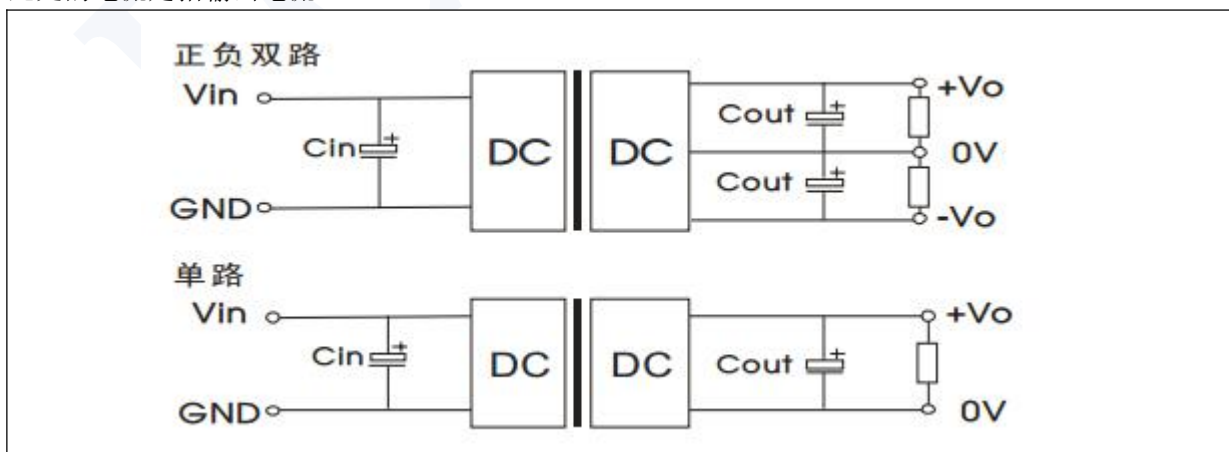 正负双路
Vin
+Vo
Cout
+
Cin
+
DC
DC
0V
Cout
+
GND
-Vo
单路
Vin
+Vo
Cin
+
DC
DC
Cout
+
GND
0V